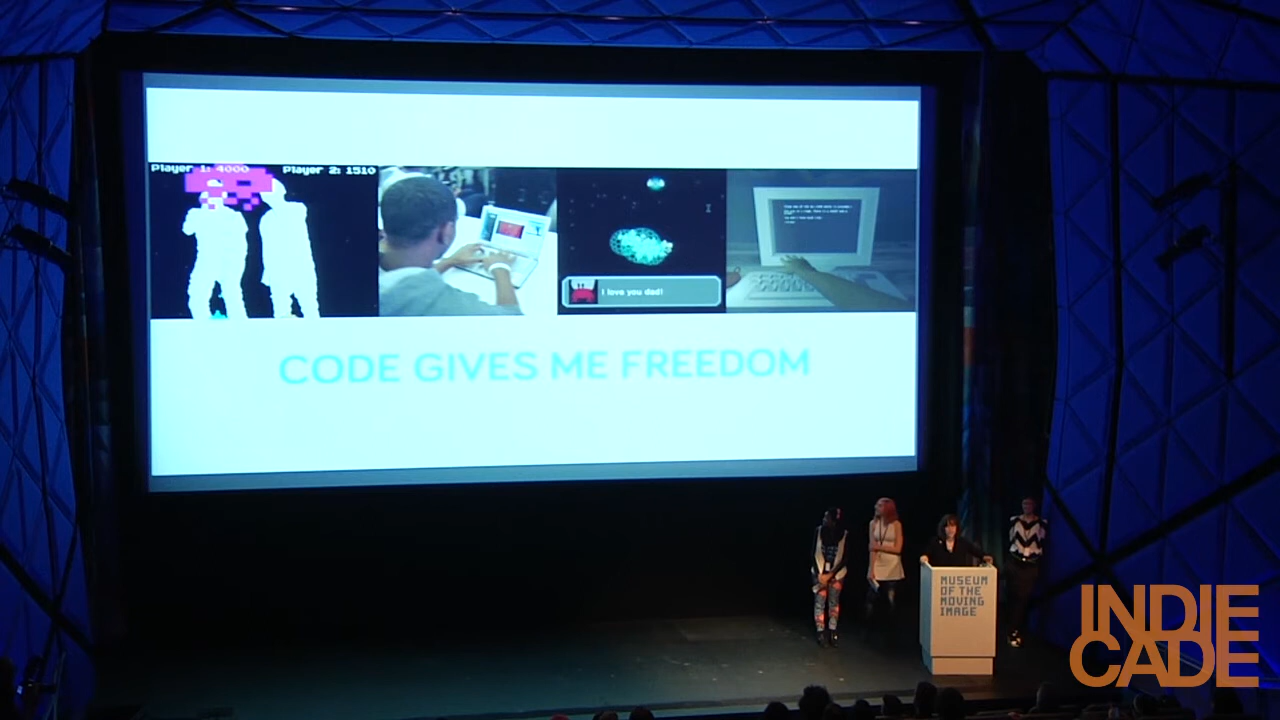 Player 1: 4000 Player 2: 1510
I love you dad!
CODE GIVES ME FREEDOM
MUSEUM
OF THE
MOVING
IMAGE
INDIE
CADE